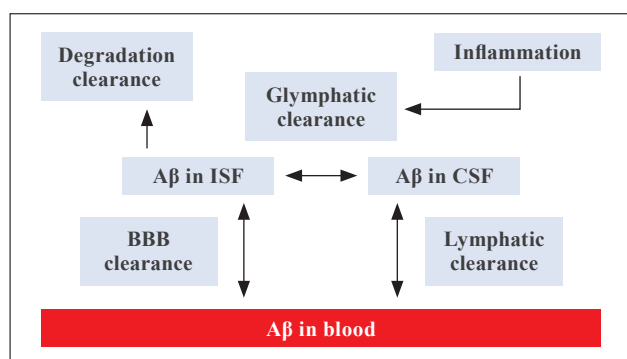 Degradation
clearance
Inflammation
Glymphatic
clearance
Aβ in ISF
Aβ in CSF
BBB
clearance
Lymphatic
clearance
Aβ in blood